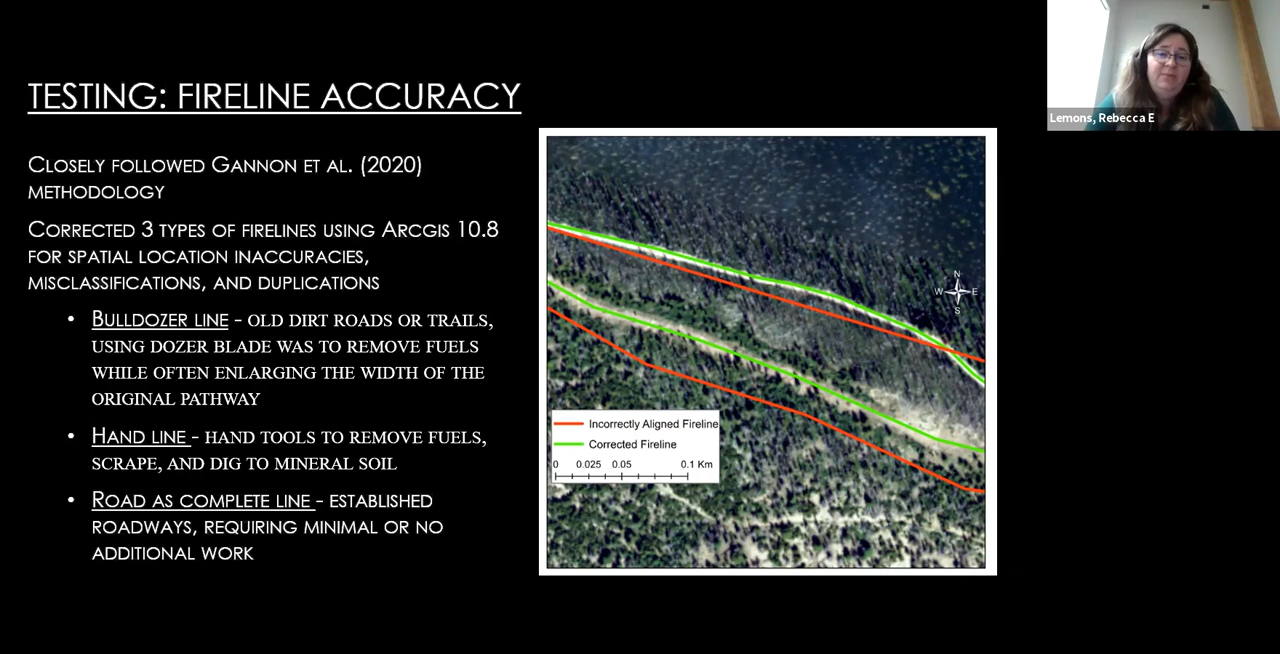 TESTING: FIRELINE ACCURACY
CLOSELY FOLLOWED GANNON ET AL. (2020)
METHODOLOGY
CORRECTED 3 TYPES OF FIRELINES USING ARCGIS 10.8
FOR SPATIAL LOCATION INACCURACIES,
MISCLASSIFICATIONS, AND DUPLICATIONS
• BULLDOZER LINE - OLD DIRT ROADS OR TRAILS,
USING DOZER BLADE WAS TO REMOVE FUELS
WHILE OFTEN ENLARGING THE WIDTH OF THE
ORIGINAL PATHWAY
• HAND LINE - HAND TOOLS TO REMOVE FUELS,
SCRAPE, AND DIG TO MINERAL SOIL
• ROAD AS COMPLETE LINE - ESTABLISHED
ROADWAYS, REQUIRING MINIMAL OR NO
ADDITIONAL WORK
N
W E
S
Incorrectly Aligned Fireline
Corrected Fireline
0 0.025 0.05 0.1 Km
Lemons, Rebecca E